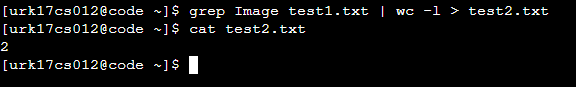 [urk17cs012@code ~]$ grep Image test1.txt | wc -l > test2.txt
[urk17cs012@code ~]$ cat test2.txt
2
[urk17cs012@code ~]$